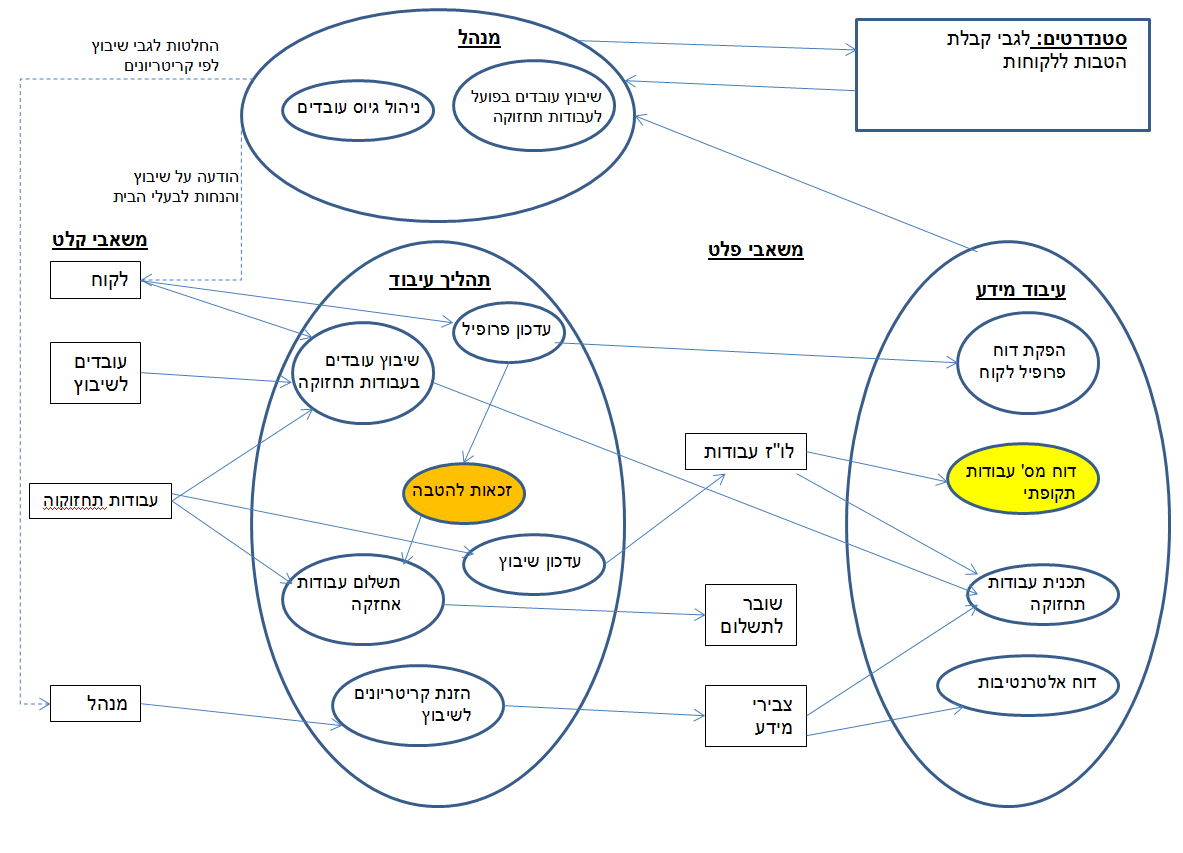 מנהל
ניהול גיוס עובדים
שיבוץ עובדים בפועל
לעבודות תחזוקה
סטנדרטים: לגבי קבלת
הטבות ללקוחות
החלטות לגבי שיבוץ
לפי קריטריונים
הודעה על שיבוץ
והנחות לבעלי הבית
משאבי קלט
לקוח
עובדים
לשיבוץ
עבודות תחזוקוה
מנהל
תהליך עיבוד
עדכון פרופיל
שיבוץ עובדים
בעבודות תחזוקה
זכאות להטבה
עדכון שיבוץ
תשלום עבודות
אחזקה
הזנת קריטריונים
לשיבוץ
משאבי פלט
לו"ז עבודות
שובר
לתשלום
צבירי
מידע
עיבוד מידע
הפקת דוח
פרופיל לקוח
דוח מס' עבודות
תקופתי
תכנית עבודות
תחזוקה
דוח אלטרנטיבות